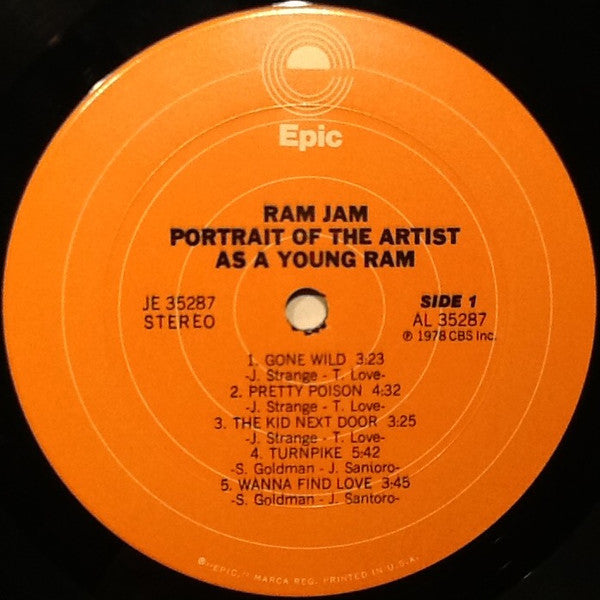 Epic
RAM JAM
PORTRAIT OF THE ARTIST
AS A YOUNG RAM
JE 35287
STEREO
SIDE 1
AL 35287
Ⓟ 1978 CBS Inc.
1. GONE WILD 3:23
-J. Strange - T. Love-
2. PRETTY POISON 4:32
-J. Strange - T. Love-
3. THE KID NEXT DOOR 3:25
-J. Strange - T. Love-
4. TURNPIKE 5:42
-S. Goldman - J. Santoro-
5. WANNA FIND LOVE 3:45
-S. Goldman - J. Santoro-
®-"EPIC," MARCA REG. PRINTED IN U.S.A.